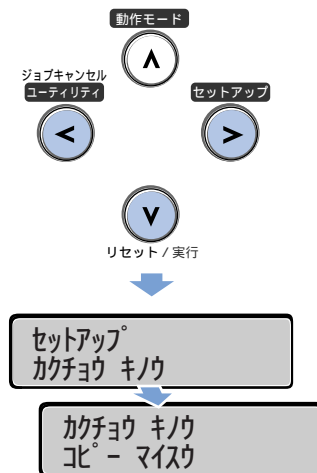 動作モード
ジョブキャンセル
ユーティリティ
セットアップ
リセット / 実行
セットアップ
カクチョウ キノウ
カクチョウ キノウ
コピー マイスウ